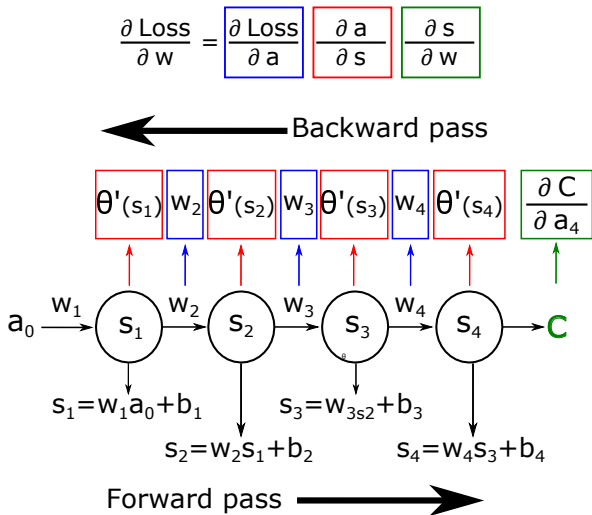 ∂ Loss / ∂ w = ∂ Loss / ∂ a ∂ a / ∂ s ∂ s / ∂ w
Backward pass
θ'(s₁) w₂ θ'(s₂) w₃ θ'(s₃) w₄ θ'(s₄) ∂ C / ∂ a₄
w₁ w₂ w₃ w₄
a₀ s₁ s₂ s₃ s₄ C
θ
s₁=w₁a₀+b₁ s₃=w₃ₛ₂+b₃
s₂=w₂s₁+b₂ s₄=w₄s₃+b₄
Forward pass